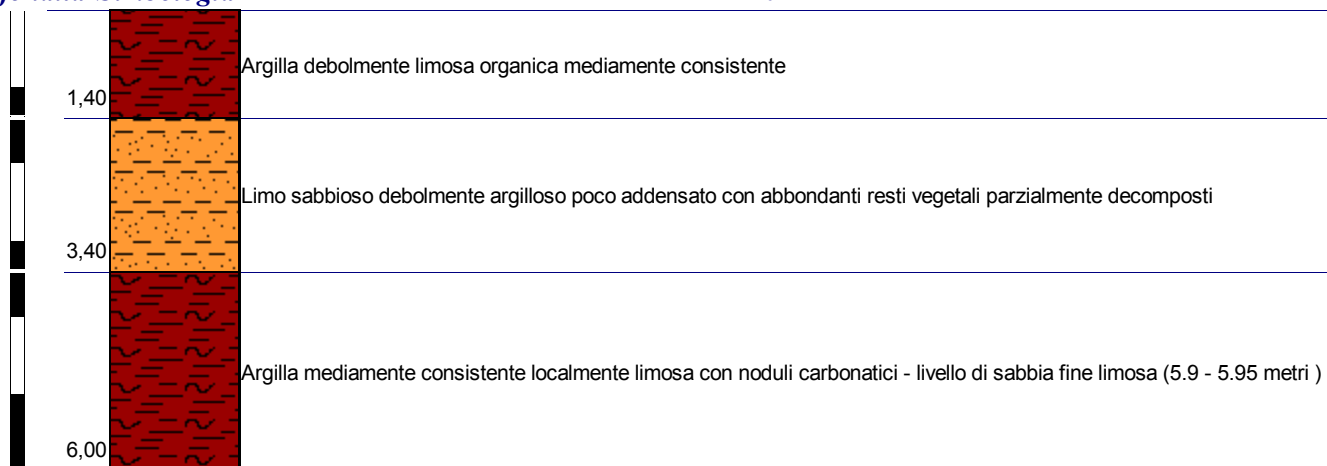 Argilla debolmente limosa organica mediamente consistente
1,40
Limo sabbioso debolmente argilloso poco addensato con abbondanti resti vegetali parzialmente decomposti
3,40
Argilla mediamente consistente localmente limosa con noduli carbonatici - livello di sabbia fine limosa (5.9 - 5.95 metri )
6,00